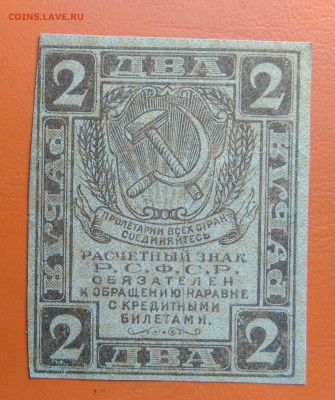 COINS.LAVE.RU
2 ДВА 2
РУБЛЯ
РУБЛЯ
ПРОЛЕТАРИИ ВСЕХ СТРАН
СОЕДИНЯЙТЕСЬ
РАСЧЕТНЫЙ ЗНАК
Р.С.Ф.С.Р.
ОБЯЗАТЕЛЕН
К ОБРАЩЕНИЮ НАРАВНЕ
С КРЕДИТНЫМИ
БИЛЕТАМИ.
2 ДВА 2